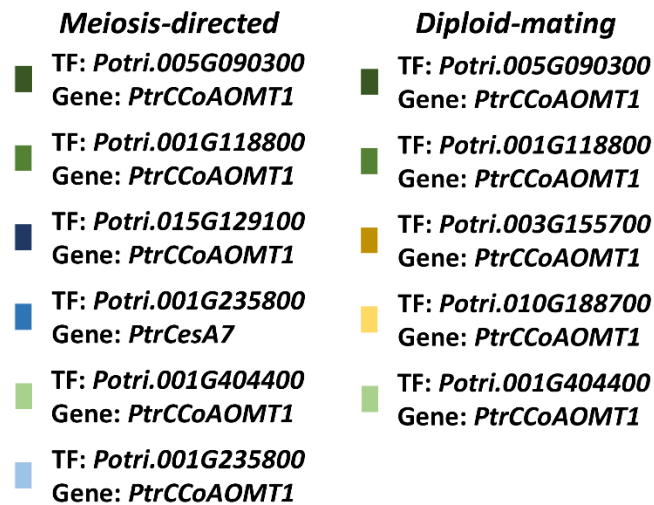 Meiosis-directed
TF: Potri.005G090300
Gene: PtrCCoAOMT1
TF: Potri.001G118800
Gene: PtrCCoAOMT1
TF: Potri.015G129100
Gene: PtrCCoAOMT1
TF: Potri.001G235800
Gene: PtrCesA7
TF: Potri.001G404400
Gene: PtrCCoAOMT1
TF: Potri.001G235800
Gene: PtrCCoAOMT1
Diploid-mating
TF: Potri.005G090300
Gene: PtrCCoAOMT1
TF: Potri.001G118800
Gene: PtrCCoAOMT1
TF: Potri.003G155700
Gene: PtrCCoAOMT1
TF: Potri.010G188700
Gene: PtrCCoAOMT1
TF: Potri.001G404400
Gene: PtrCCoAOMT1